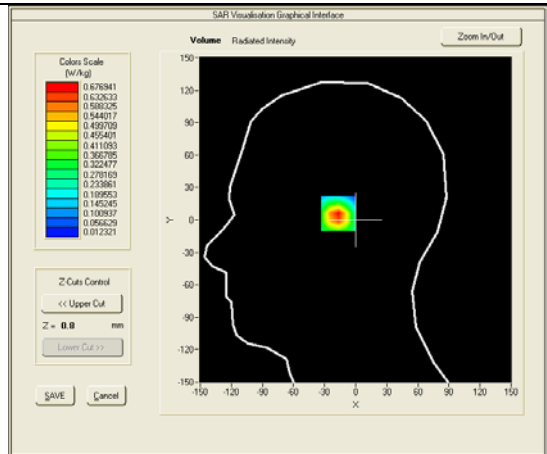 SAR Visualisation Graphical Interface
Volume Radiated Intensity
Zoom In/Out
Colors Scale
(W/kg)
0.676941
0.632633
0.588325
0.544017
0.499709
0.455401
0.411093
0.366785
0.322477
0.278169
0.233861
0.189553
0.145245
0.100937
0.056629
0.012321
Z-Cuts Control
<< Upper Cut
Z = 0.0 mm
Lower Cut >>
SAVE Cancel
150-
120-
90-
60-
30-
0-
-30-
-60-
-90-
-120-
-150-
Y
-150 -120 -90 -60 -30 0 30 60 90 120 150
X